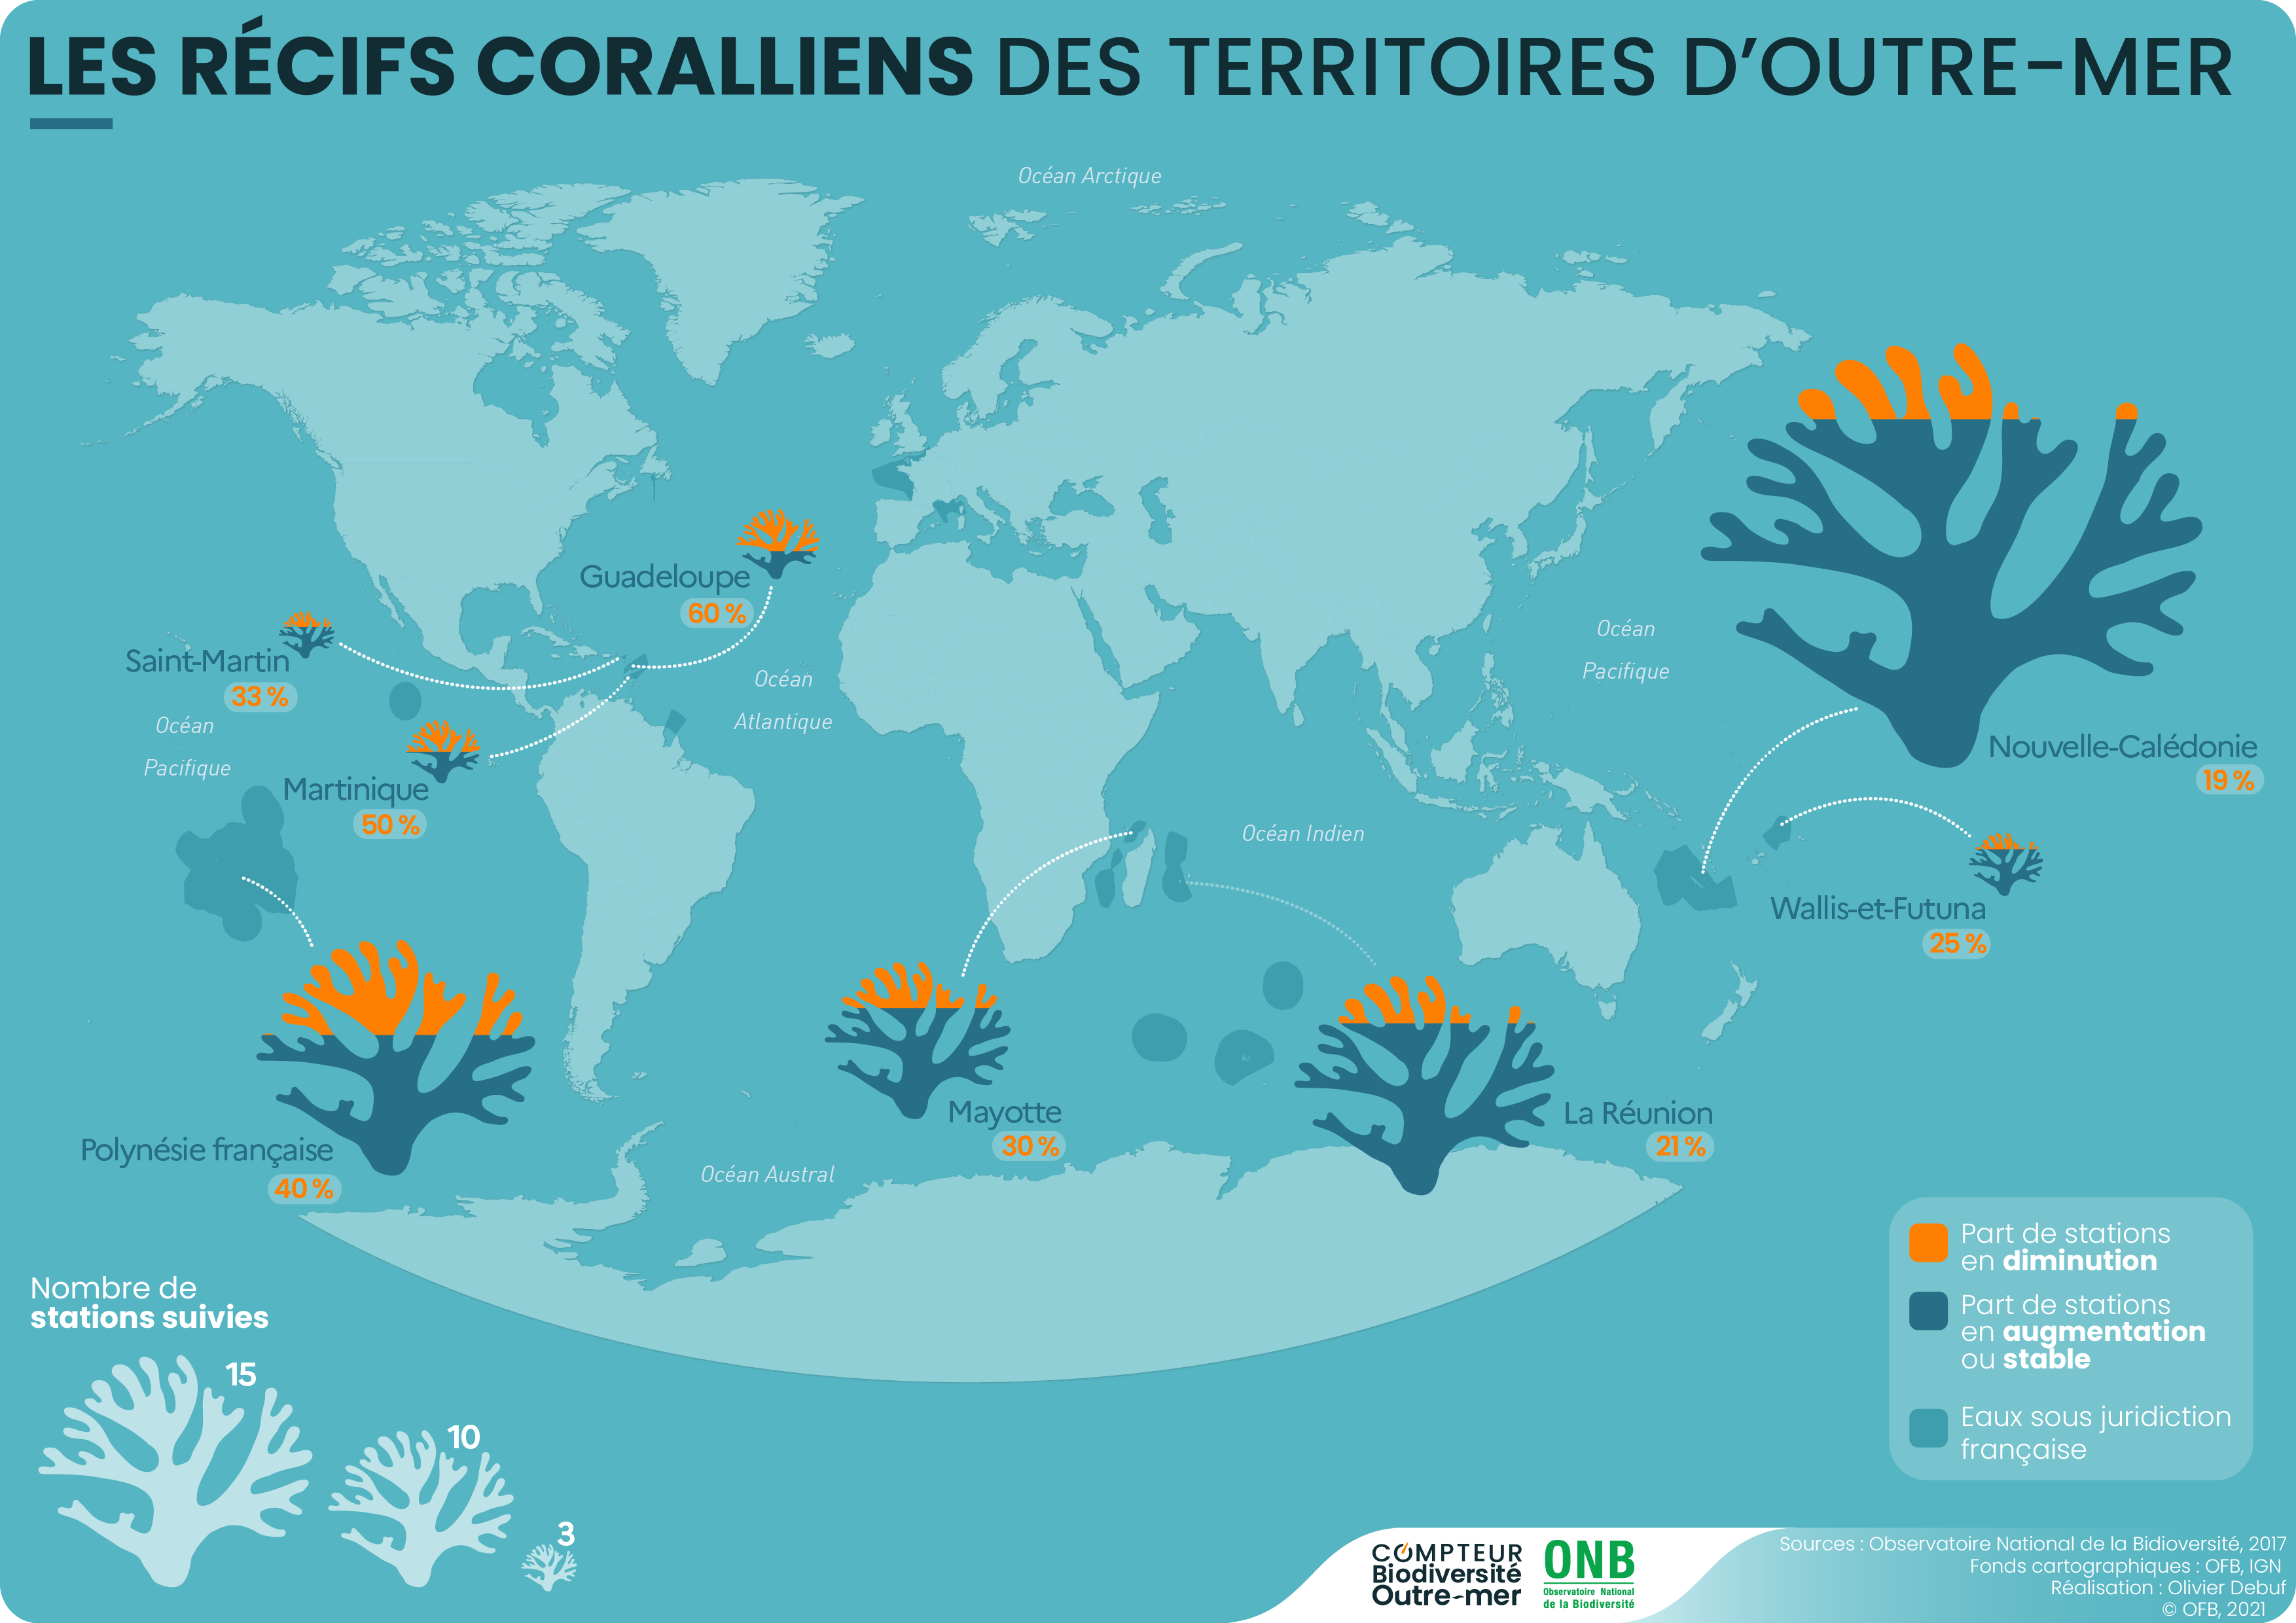 LES RÉCIFS CORALLIENS DES TERRITOIRES D'OUTRE-MER
Océan Arctique
Guadeloupe
60 %
Saint-Martin
33 %
Océan
Pacifique
Martinique
50 %
Océan
Atlantique
Océan
Pacifique
Nouvelle-Calédonie
19 %
Océan Indien
Wallis-et-Futuna
25 %
Polynésie française
40 %
Mayotte
30 %
La Réunion
21 %
Océan Austral
Nombre de
stations suivies
15
10
3
Part de stations
en diminution
Part de stations
en augmentation
ou stable
Eaux sous juridiction
française
COMPTEUR
Biodiversité
Outre-mer
ONB
Observatoire National
de la Biodiversité
Sources : Observatoire National de la Bidioversité, 2017
Fonds cartographiques : OFB, IGN
Réalisation : Olivier Debuf
© OFB, 2021